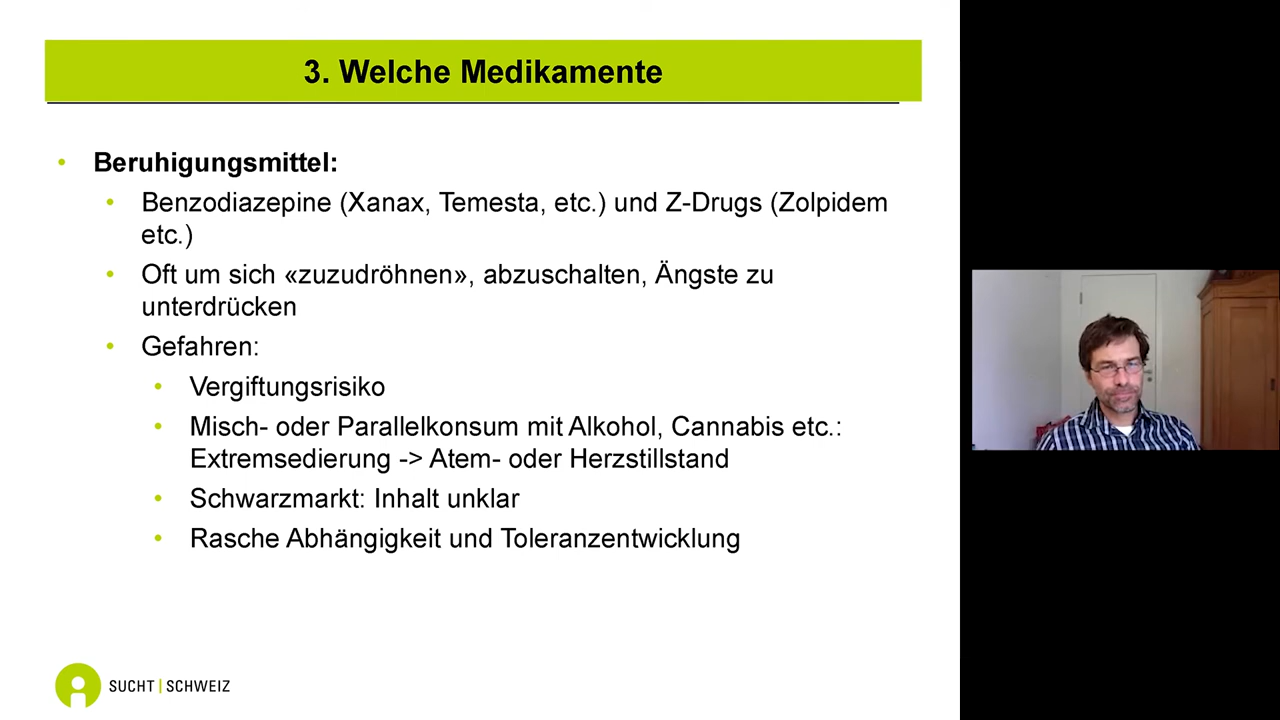 3. Welche Medikamente
• Beruhigungsmittel:
• Benzodiazepine (Xanax, Temesta, etc.) und Z-Drugs (Zolpidem
etc.)
• Oft um sich «zuzudröhnen», abzuschalten, Ängste zu
unterdrücken
• Gefahren:
• Vergiftungsrisiko
• Misch- oder Parallelkonsum mit Alkohol, Cannabis etc.:
Extremsedierung -> Atem- oder Herzstillstand
• Schwarzmarkt: Inhalt unklar
• Rasche Abhängigkeit und Toleranzentwicklung
SUCHT | SCHWEIZ